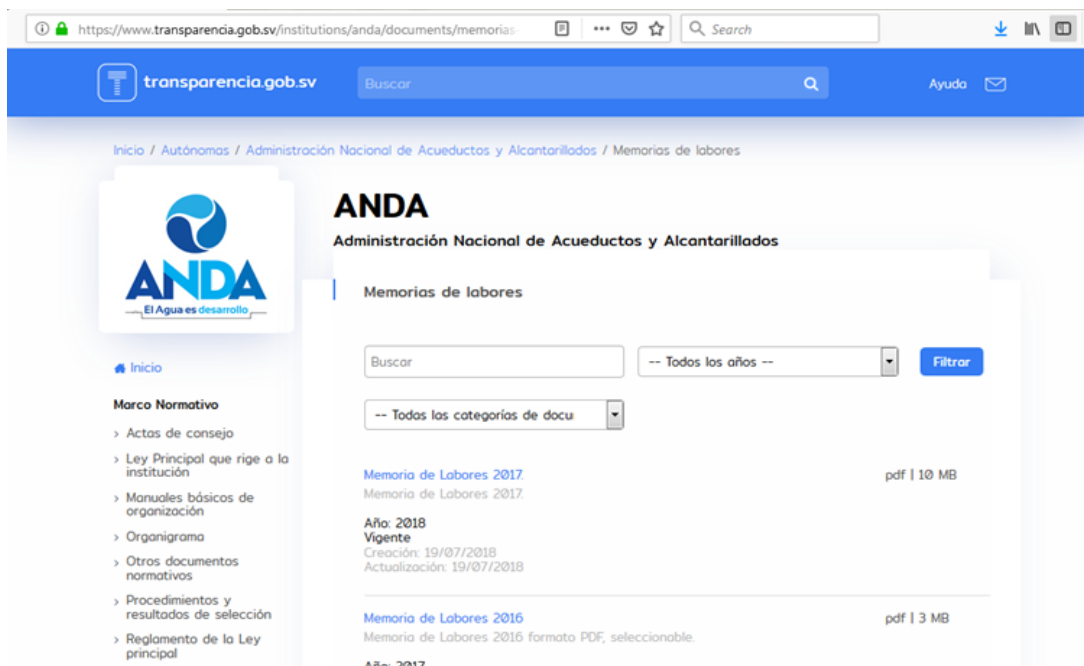 https://www.transparencia.gob.sv/institutions/anda/documents/memorias-
Search
transparencia.gob.sv
Buscar
Ayuda
Inicio / Autónomas / Administración Nacional de Acueductos y Alcantarillados / Memorias de labores
ANDA
El Agua es desarrollo
ANDA
Administración Nacional de Acueductos y Alcantarillados
Memorias de labores
Buscar
-- Todos los años --
Filtrar
-- Todas las categorías de docu
Inicio
Marco Normativo
> Actas de consejo
> Ley Principal que rige a la
institución
> Manuales básicos de
organización
> Organigrama
> Otros documentos
normativos
> Procedimientos y
resultados de selección
> Reglamento de la Ley
principal
Memoria de Labores 2017.
pdf | 10 MB
Memoria de Labores 2017.
Año: 2018
Vigente
Creación: 19/07/2018
Actualización: 19/07/2018
Memoria de Labores 2016
pdf | 3 MB
Memoria de Labores 2016 formato PDF, seleccionable.
Año: 2017